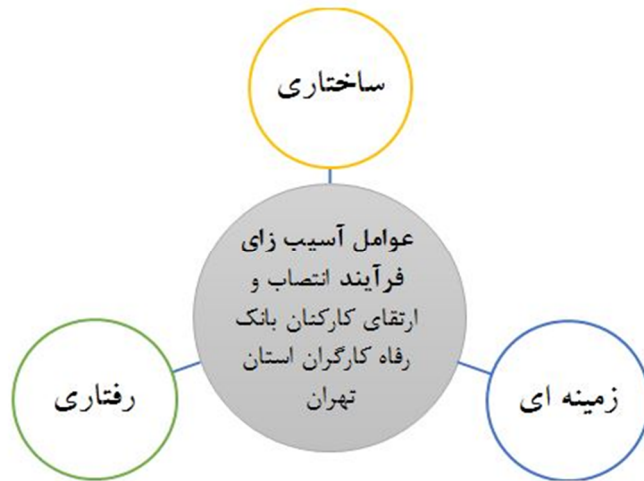 ساختاری
عوامل آسیب زای
فرآیند انتصاب و
ارتقای کارکنان بانک
رفاه کارگران استان
تهران
زمینه ای
رفتاری